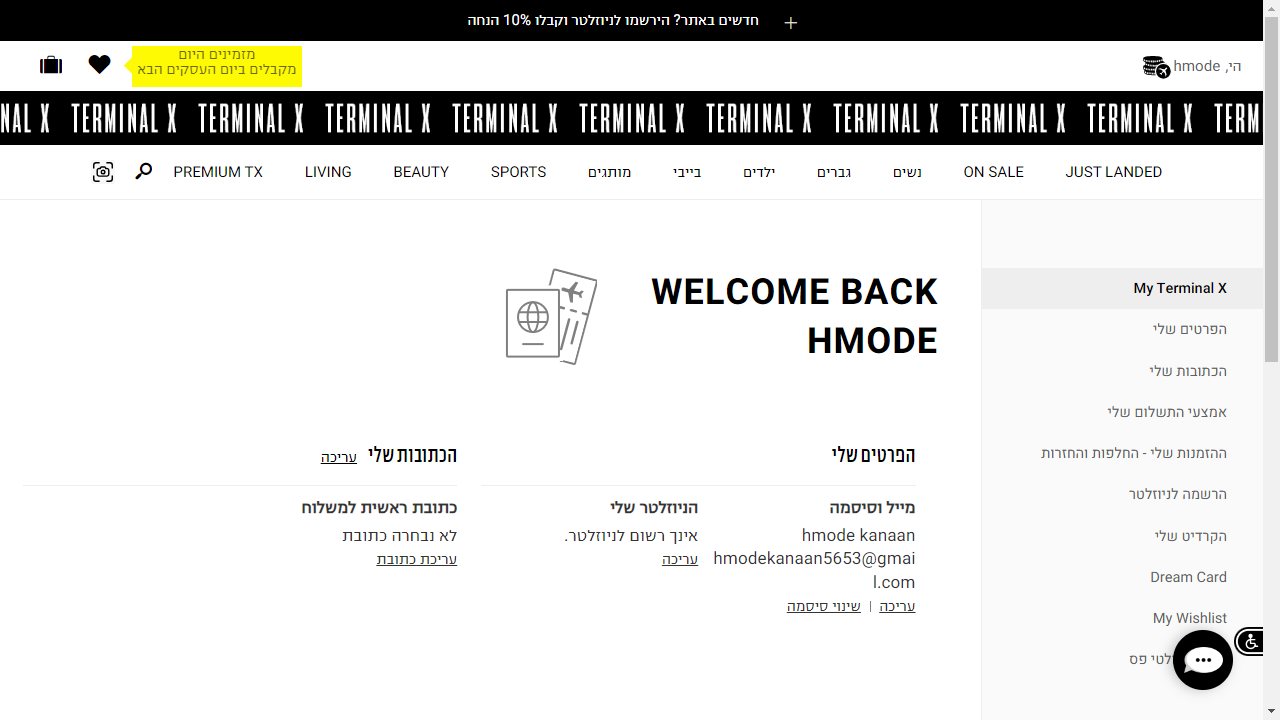 חדשים באתר? הירשמו לניוזלטר וקבלו 10% הנחה +
הי, hmode
מזמינים היום
מקבלים ביום העסקים הבא
NAL X TERMINAL X TERMINAL X TERMINAL X TERMINAL X TERMINAL X TERMINAL X TERMINAL X TERMINAL X TERMINAL X TERM
JUST LANDED ON SALE נשים גברים ילדים בייבי מותגים SPORTS BEAUTY LIVING PREMIUM TX
My Terminal X
הפרטים שלי
הכתובות שלי
אמצעי התשלום שלי
ההזמנות שלי - החלפות והחזרות
הרשמה לניוזלטר
הקרדיט שלי
Dream Card
My Wishlist
לטי פס
WELCOME BACK
HMODE
הפרטים שלי
מייל וסיסמה
hmode kanaan
hmodekanaan5653@gmai
l.com
עריכה | שינוי סיסמה
הניוזלטר שלי
אינך רשום לניוזלטר.
עריכה
הכתובות שלי עריכה
כתובת ראשית למשלוח
לא נבחרה כתובת
עריכת כתובת